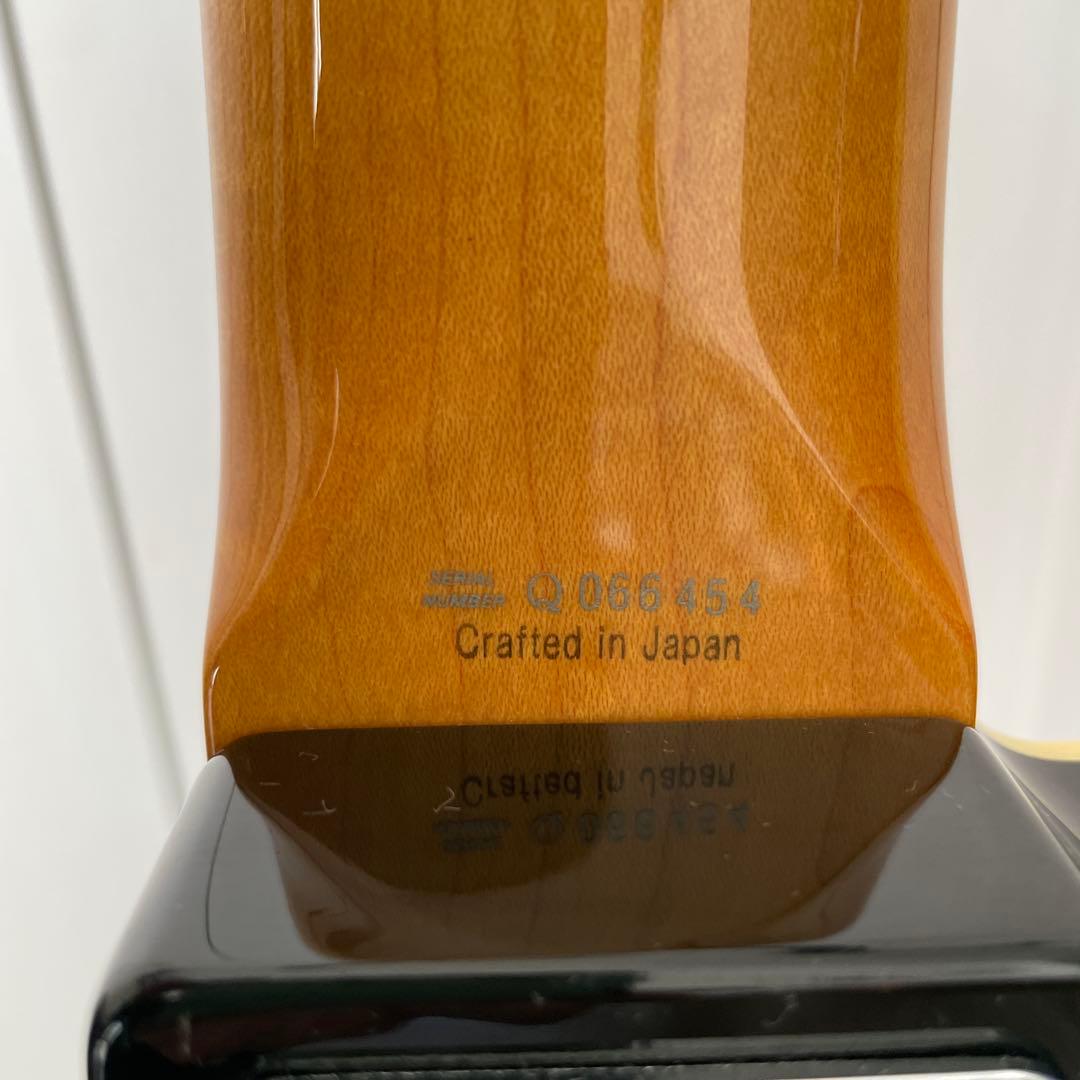 SERIAL
NUMBER Q066454
Crafted in Japan